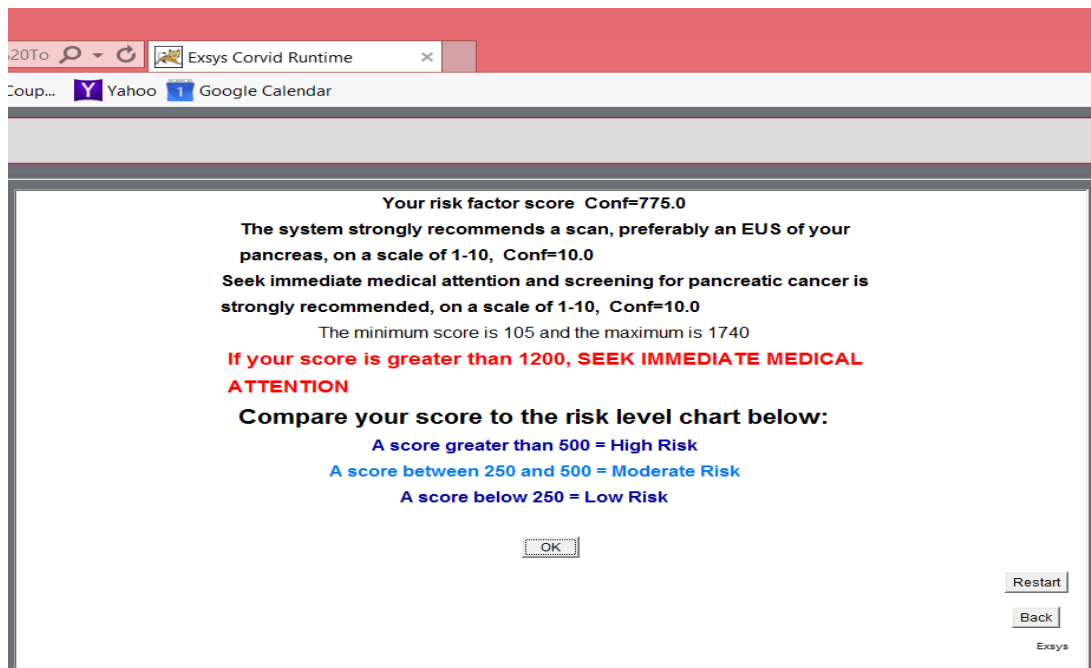 20To
Exsys Corvid Runtime
Coup... Yahoo 1 Google Calendar
Your risk factor score Conf=775.0
The system strongly recommends a scan, preferably an EUS of your
pancreas, on a scale of 1-10, Conf=10.0
Seek immediate medical attention and screening for pancreatic cancer is
strongly recommended, on a scale of 1-10, Conf=10.0
The minimum score is 105 and the maximum is 1740
If your score is greater than 1200, SEEK IMMEDIATE MEDICAL
ATTENTION
Compare your score to the risk level chart below:
A score greater than 500 = High Risk
A score between 250 and 500 = Moderate Risk
A score below 250 = Low Risk
OK
Restart
Back
Exsys